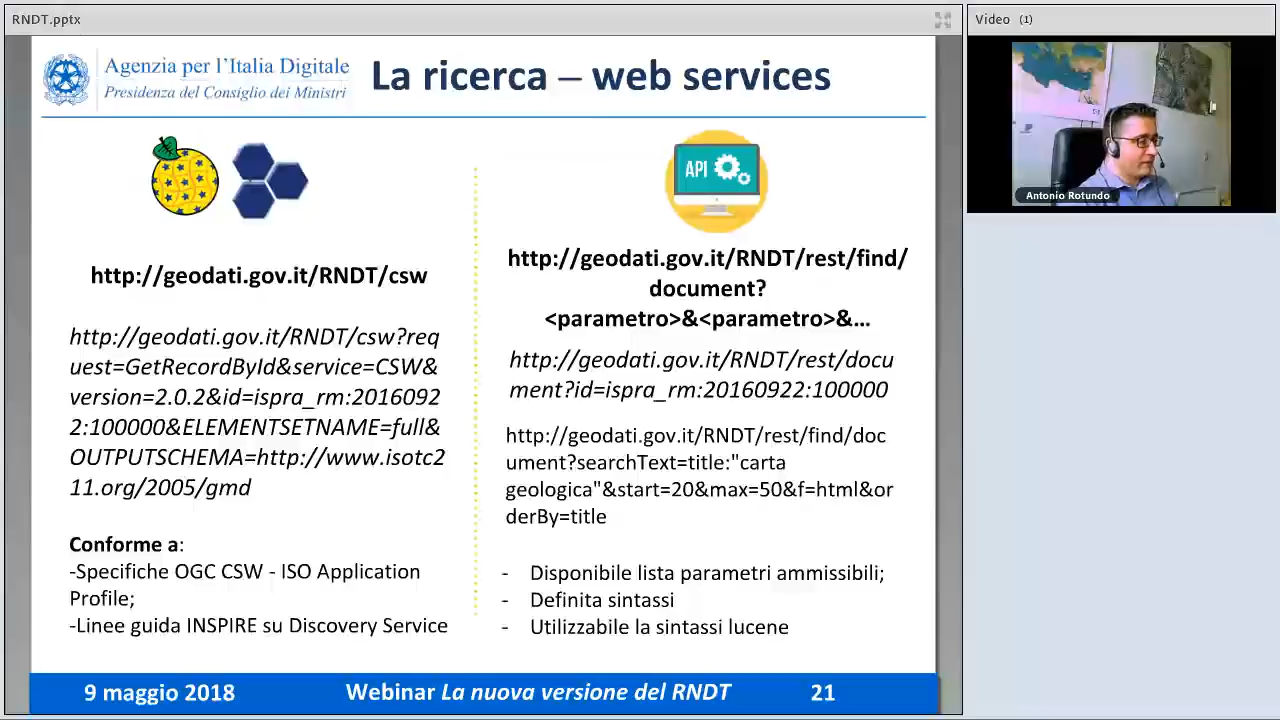 RNDT.pptx
Agenzia per l'Italia Digitale
Presidenza del Consiglio dei Ministri
La ricerca – web services
http://geodati.gov.it/RNDT/csw
http://geodati.gov.it/RNDT/csw?req
uest=GetRecordById&service=CSW&
version=2.0.2&id=ispra_rm:2016092
2:100000&ELEMENTSETNAME=full&
OUTPUTSCHEMA=http://www.isotc2
11.org/2005/gmd
Conforme a:
-Specifiche OGC CSW - ISO Application
Profile;
-Linee guida INSPIRE su Discovery Service
API
http://geodati.gov.it/RNDT/rest/find/
document?
<parametro>&<parametro>&...
http://geodati.gov.it/RNDT/rest/docu
ment?id=ispra_rm:20160922:100000
http://geodati.gov.it/RNDT/rest/find/doc
ument?searchText=title:"carta
geologica"&start=20&max=50&f=html&or
derBy=title
- Disponibile lista parametri ammissibili;
- Definita sintassi
- Utilizzabile la sintassi lucene
9 maggio 2018
Webinar La nuova versione del RNDT
21
Video (1)
Antonio Rotundo